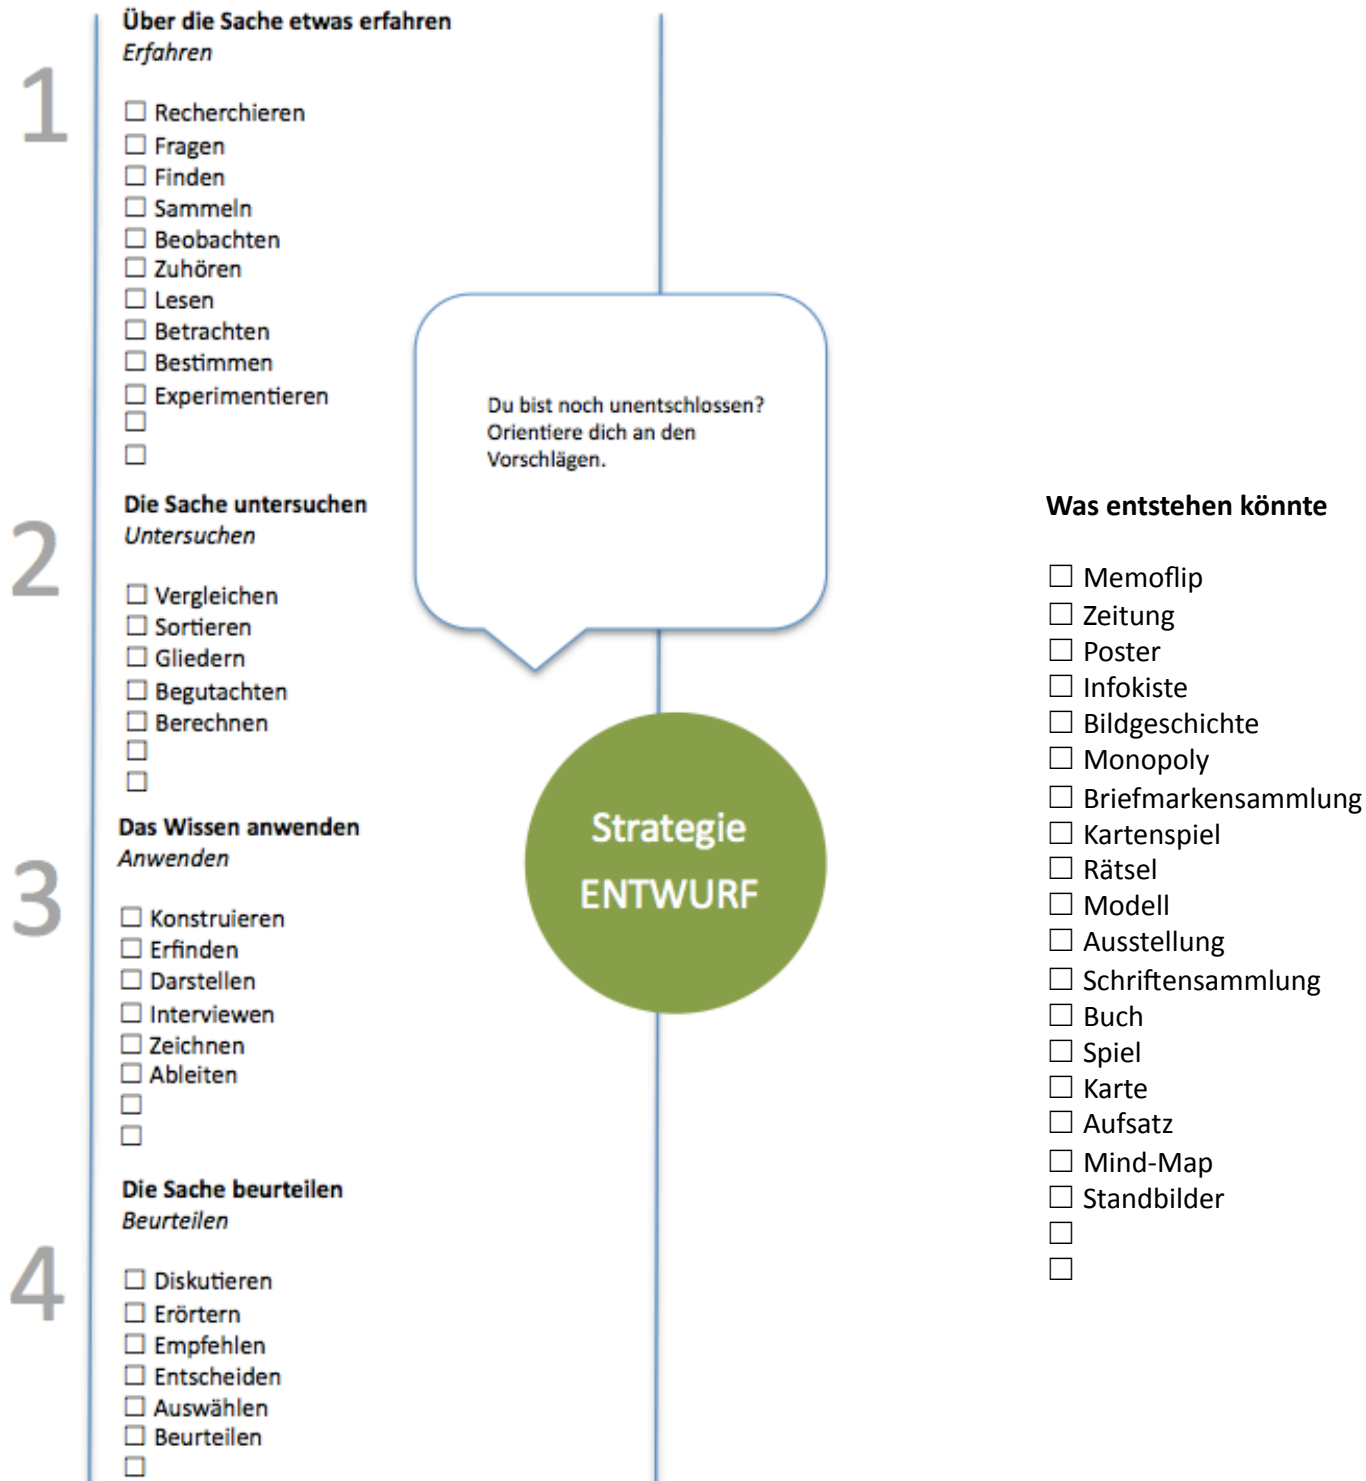 Über die Sache etwas erfahren
Erfahren
1
☐ Recherchieren
☐ Fragen
☐ Finden
☐ Sammeln
☐ Beobachten
☐ Zuhören
☐ Lesen
☐ Betrachten
☐ Bestimmen
☐ Experimentieren
☐
☐
Du bist noch unentschlossen?
Orientiere dich an den
Vorschlägen.
Die Sache untersuchen
Untersuchen
2
☐ Vergleichen
☐ Sortieren
☐ Gliedern
☐ Begutachten
☐ Berechnen
☐
☐
Das Wissen anwenden
Anwenden
3
☐ Konstruieren
☐ Erfinden
☐ Darstellen
☐ Interviewen
☐ Zeichnen
☐ Ableiten
☐
☐
Strategie
ENTWURF
Die Sache beurteilen
Beurteilen
4
☐ Diskutieren
☐ Erörtern
☐ Empfehlen
☐ Entscheiden
☐ Auswählen
☐ Beurteilen
☐
Was entstehen könnte
☐ Memoflip
☐ Zeitung
☐ Poster
☐ Infokiste
☐ Bildgeschichte
☐ Monopoly
☐ Briefmarkensammlung
☐ Kartenspiel
☐ Rätsel
☐ Modell
☐ Ausstellung
☐ Schriftensammlung
☐ Buch
☐ Spiel
☐ Karte
☐ Aufsatz
☐ Mind-Map
☐ Standbilder
☐
☐